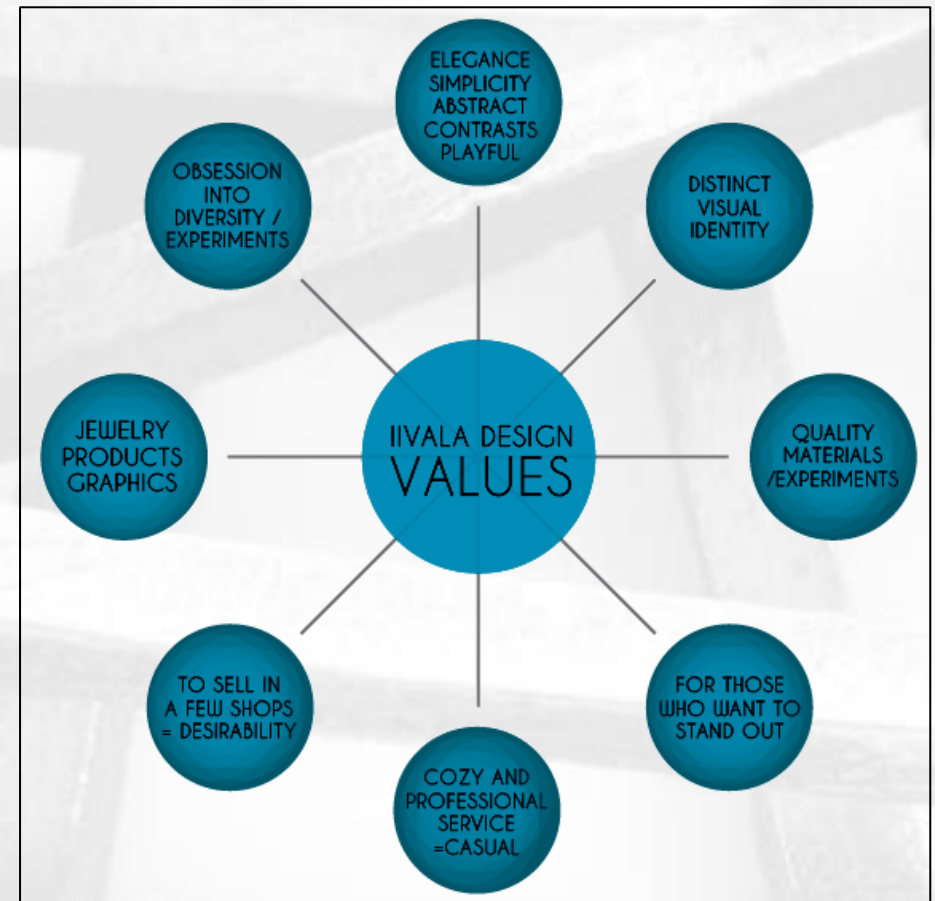 ELEGANCE
SIMPLICITY
ABSTRACT
CONTRASTS
PLAYFUL
OBSESSION
INTO
DIVERSITY /
EXPERIMENTS
DISTINCT
VISUAL
IDENTITY
JEWELRY
PRODUCTS
GRAPHICS
IIVALA DESIGN
VALUES
QUALITY
MATERIALS
/EXPERIMENTS
TO SELL IN
A FEW SHOPS
= DESIRABILITY
FOR THOSE
WHO WANT TO
STAND OUT
COZY AND
PROFESSIONAL
SERVICE
=CASUAL